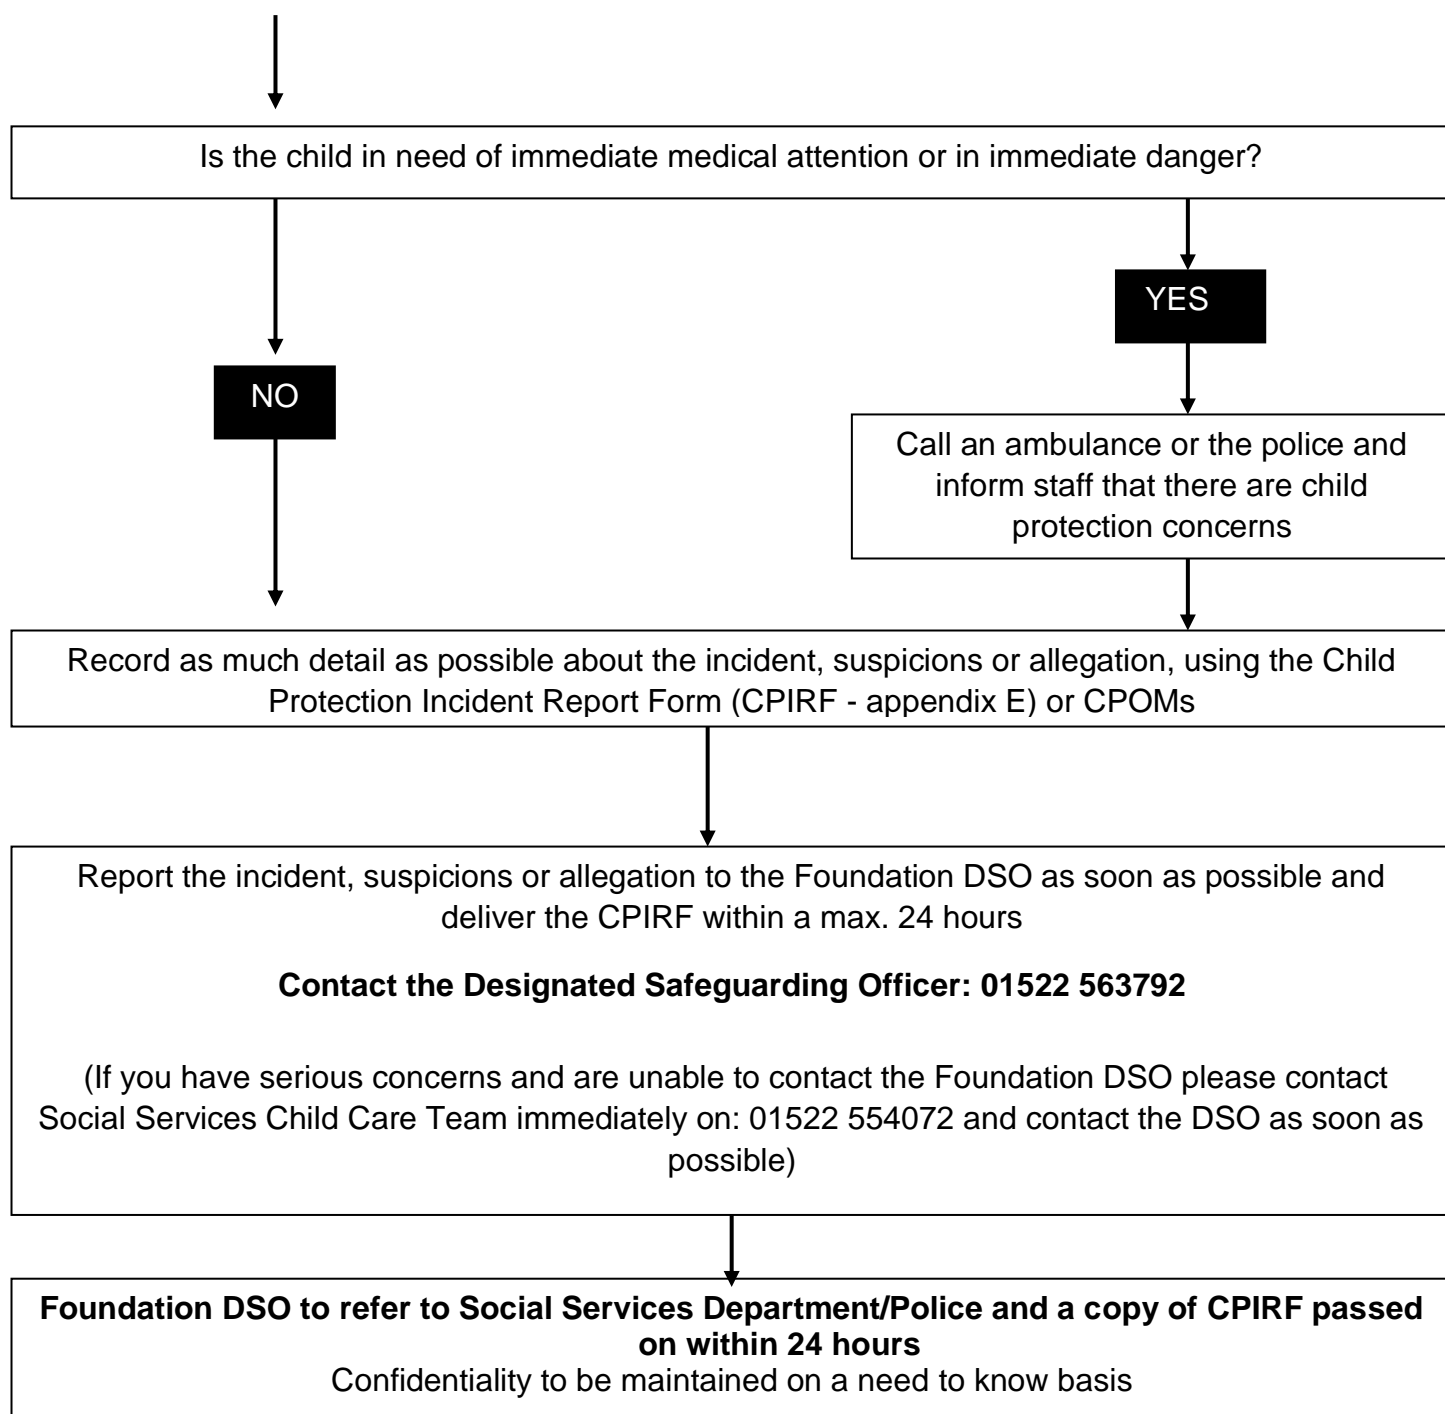 Is the child in need of immediate medical attention or in immediate danger?
YES
NO
Call an ambulance or the police and
inform staff that there are child
protection concerns
Record as much detail as possible about the incident, suspicions or allegation, using the Child
Protection Incident Report Form (CPIRF - appendix E) or CPOMs
Report the incident, suspicions or allegation to the Foundation DSO as soon as possible and
deliver the CPIRF within a max. 24 hours
Contact the Designated Safeguarding Officer: 01522 563792
(If you have serious concerns and are unable to contact the Foundation DSO please contact
Social Services Child Care Team immediately on: 01522 554072 and contact the DSO as soon as
possible)
Foundation DSO to refer to Social Services Department/Police and a copy of CPIRF passed
on within 24 hours
Confidentiality to be maintained on a need to know basis